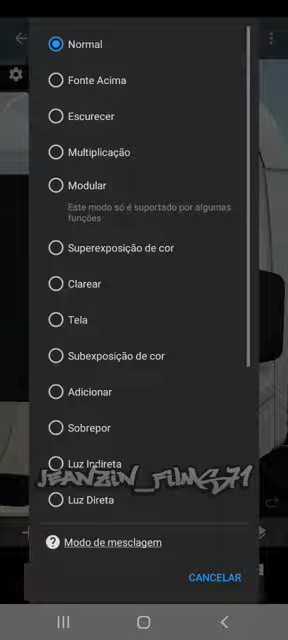 Normal
Fonte Acima
Escurecer
Multiplicação
Modular
Este modo só é suportado por algumas
funções
Superexposição de cor
Clarear
Tela
Subexposição de cor
Adicionar
Sobrepor
Luz Indireta
JEANZIN_FILMS71
Luz Direta
? Modo de mesclagem
CANCELAR